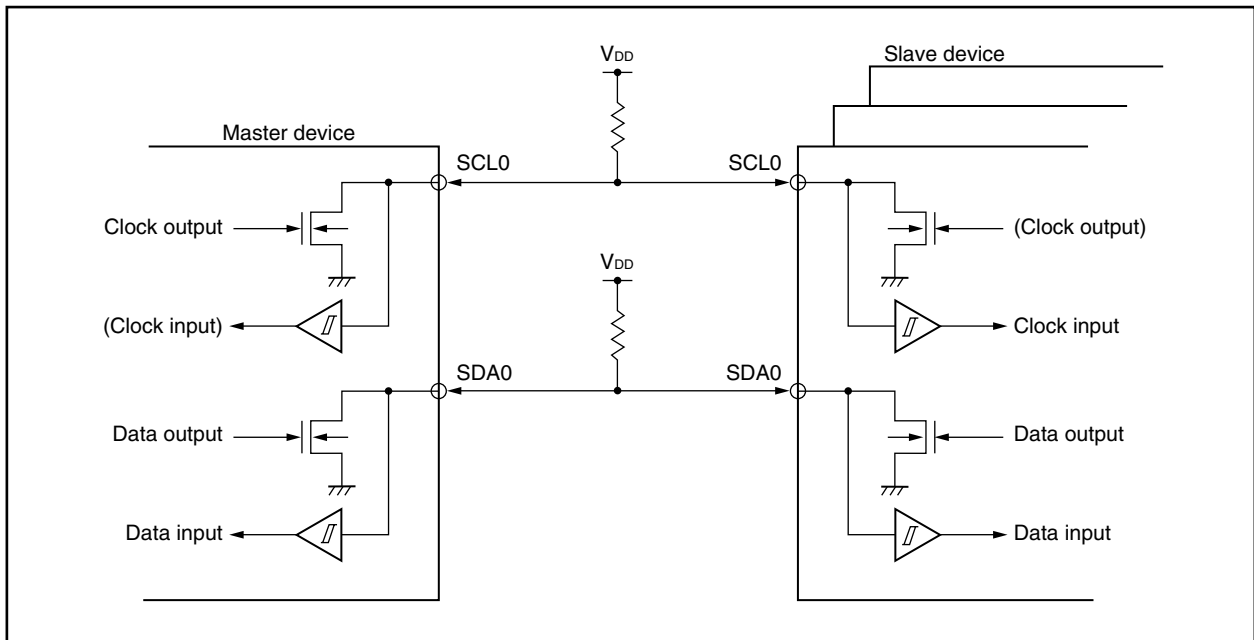 VDD
Slave device
Master device
SCL0
SCL0
Clock output
(Clock output)
VDD
(Clock input)
Clock input
SDA0
SDA0
Data output
Data output
Data input
Data input